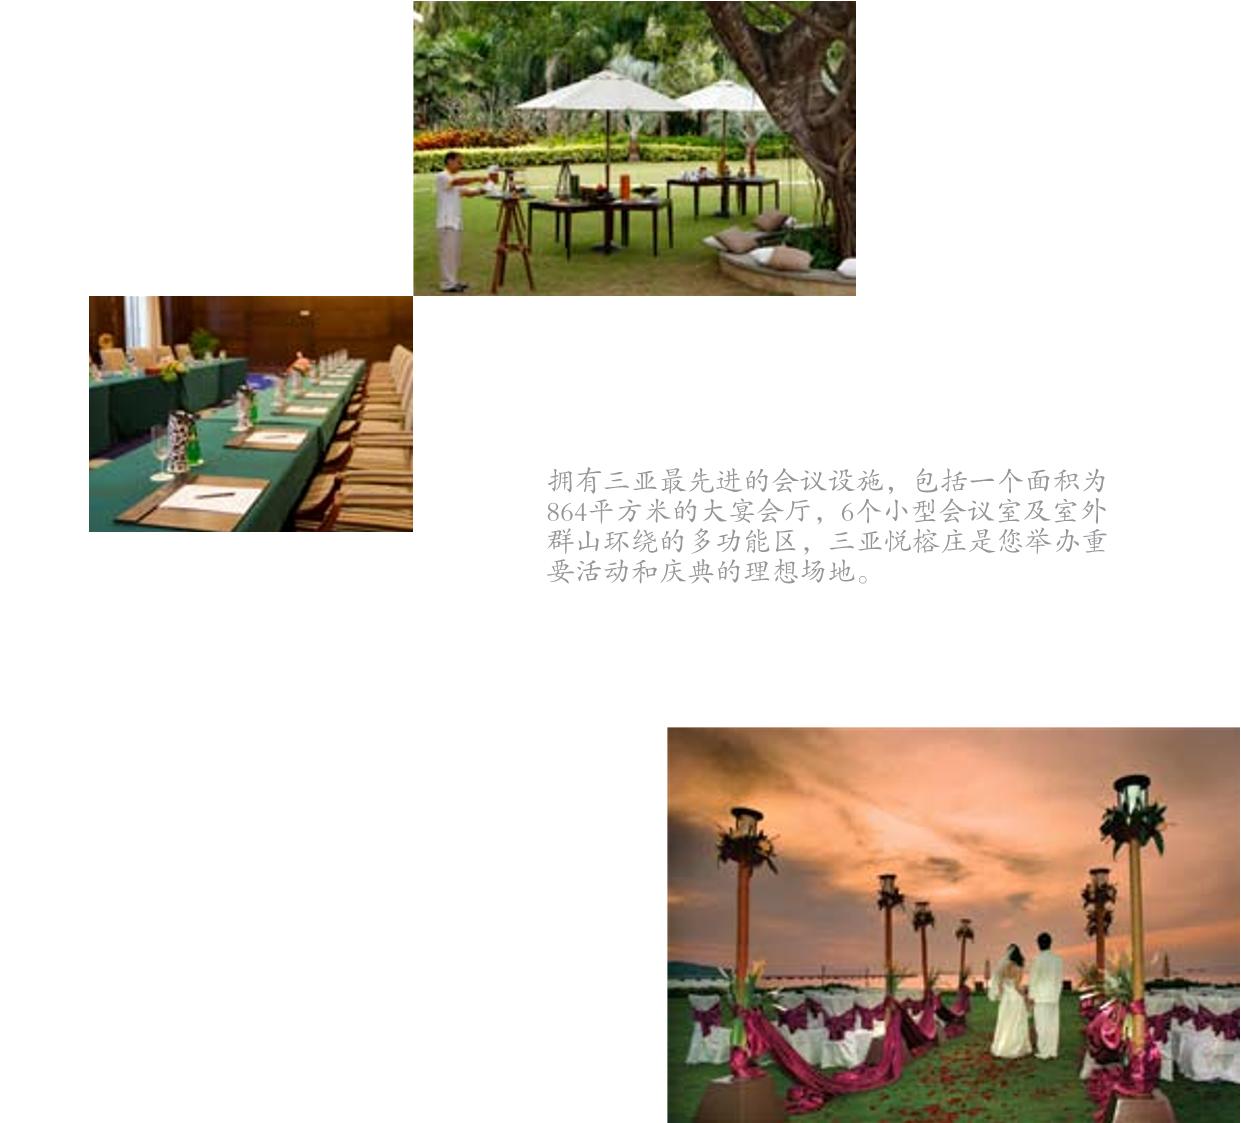 拥有三亚最先进的会议设施，包括一个面积为
864平方米的大宴会厅，6个小型会议室及室外
群山环绕的多功能区，三亚悦榕庄是您举办重
要活动和庆典的理想场地。